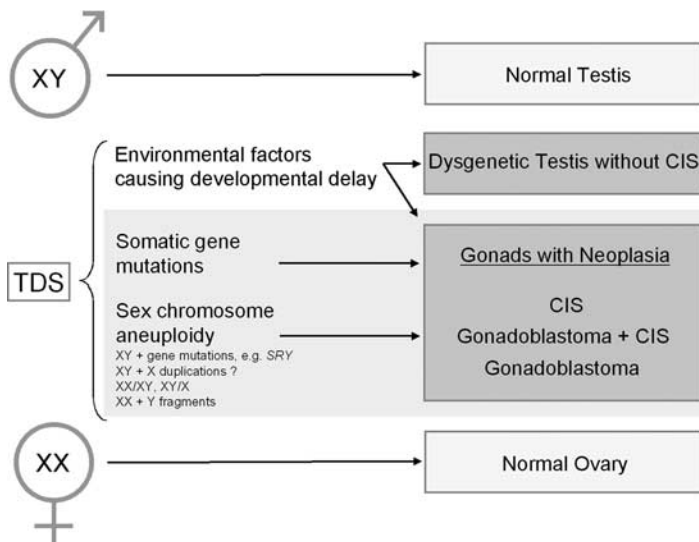 XY
Normal Testis
Environmental factors
causing developmental delay
Dysgenetic Testis without CIS
TDS
Somatic gene
mutations
Gonads with Neoplasia
CIS
Gonadoblastoma + CIS
Gonadoblastoma
Sex chromosome
aneuploidy
XY + gene mutations, e.g. SRY
XY + X duplications ?
XX/XY, XY/X
XX + Y fragments
XX
Normal Ovary